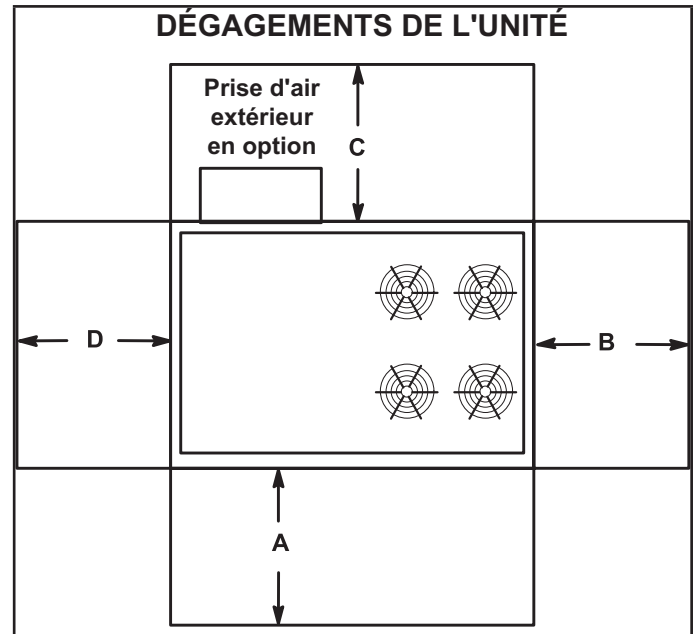 DÉGAGEMENTS DE L'UNITÉ
Prise d'air
extérieur
en option
C
D
B
A